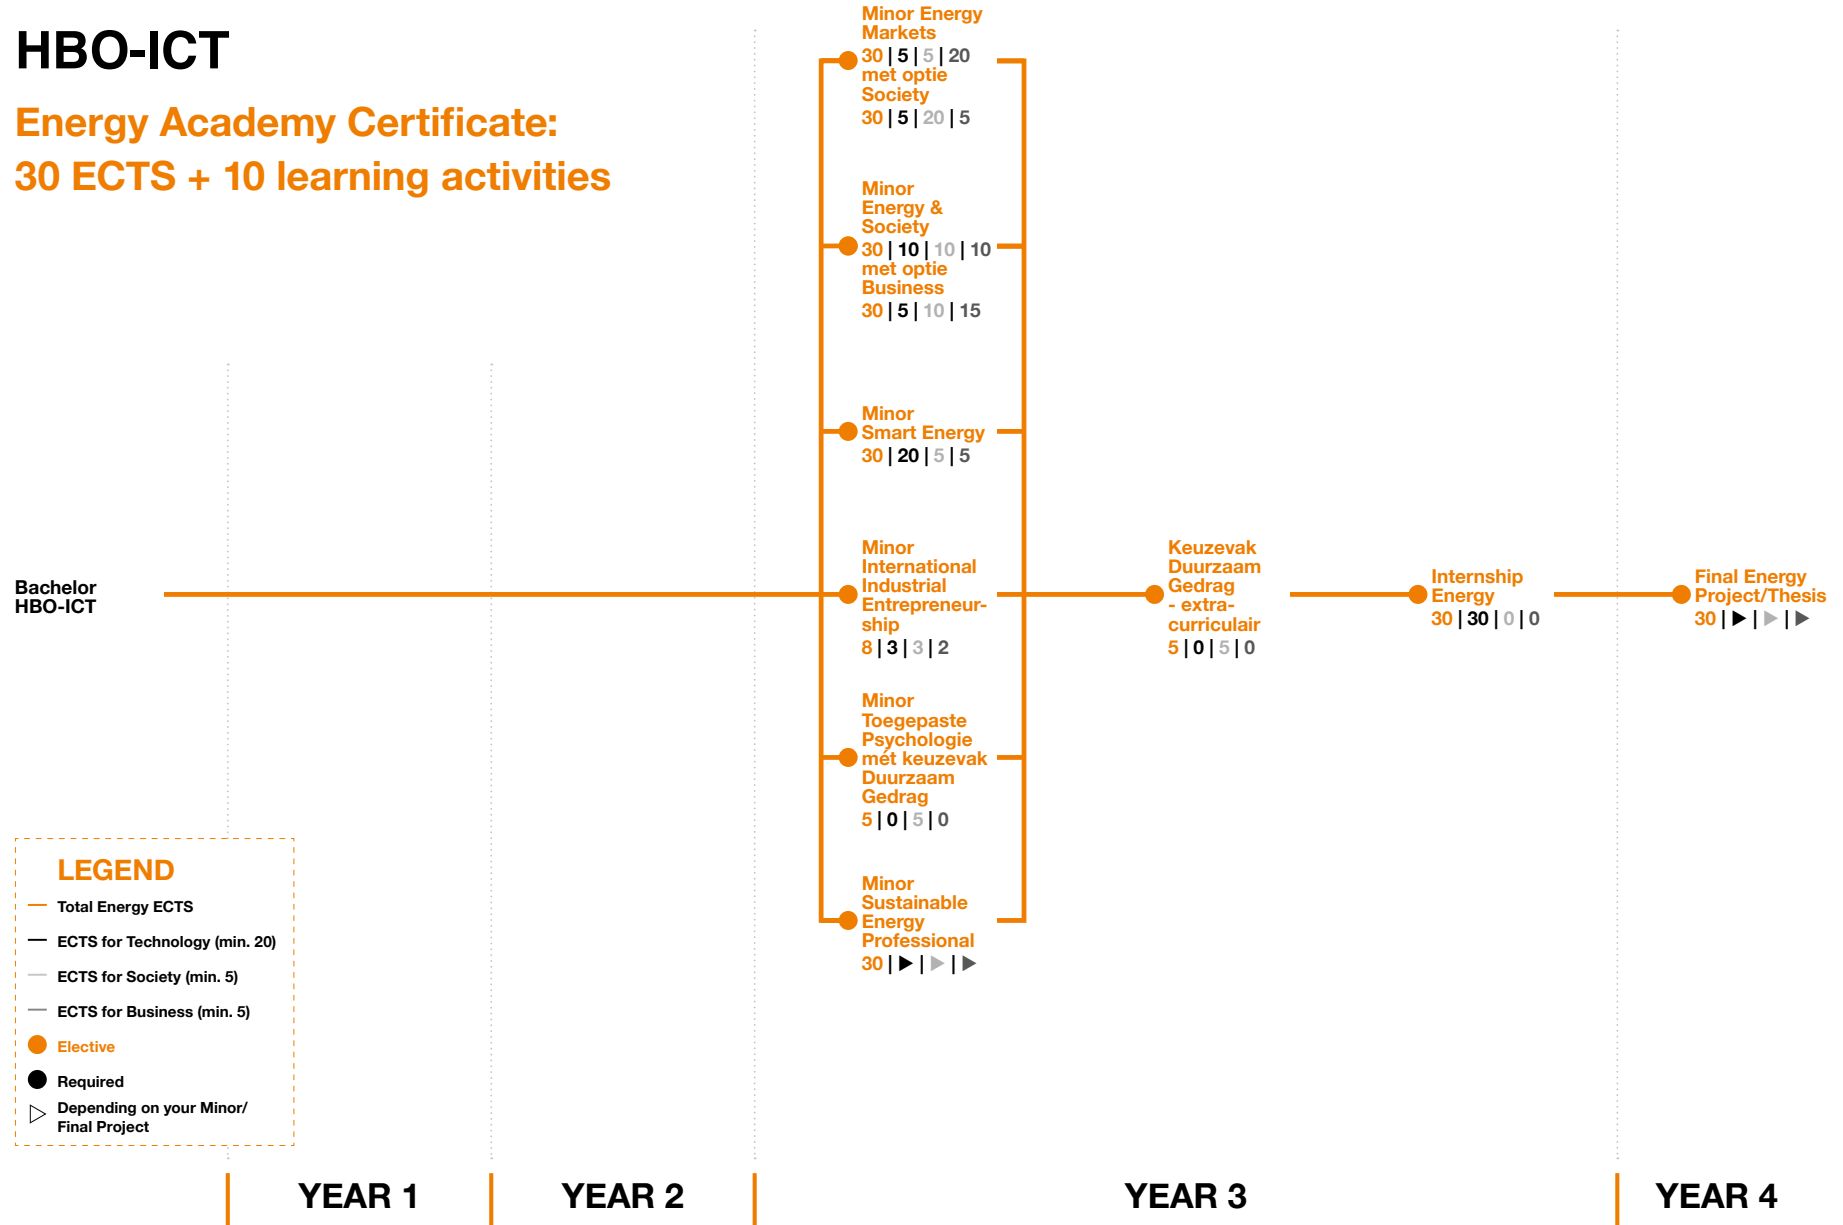 HBO-ICT
Energy Academy Certificate:
30 ECTS + 10 learning activities
Minor Energy
Markets
30 | 5 | 5 | 20
met optie
Society
30 | 5 | 20 | 5
Minor
Energy &
Society
30 | 10 | 10 | 10
met optie
Business
30 | 5 | 10 | 15
Minor
Smart Energy
30 | 20 | 5 | 5
Bachelor
HBO-ICT
Minor
International
Industrial
Entrepreneur-
ship
8 | 3 | 3 | 2
Keuzevak
Duurzaam
Gedrag
- extra-
curriculair
5 | 0 | 5 | 0
Internship
Energy
30 | 30 | 0 | 0
Final Energy
Project/Thesis
30 | ▶ | ▶ | ▶
Minor
Toegepaste
Psychologie
mét keuzevak
Duurzaam
Gedrag
5 | 0 | 5 | 0
Minor
Sustainable
Energy
Professional
30 | ▶ | ▶ | ▶
LEGEND
Total Energy ECTS
ECTS for Technology (min. 20)
ECTS for Society (min. 5)
ECTS for Business (min. 5)
Elective
Required
Depending on your Minor/
Final Project
YEAR 1
YEAR 2
YEAR 3
YEAR 4